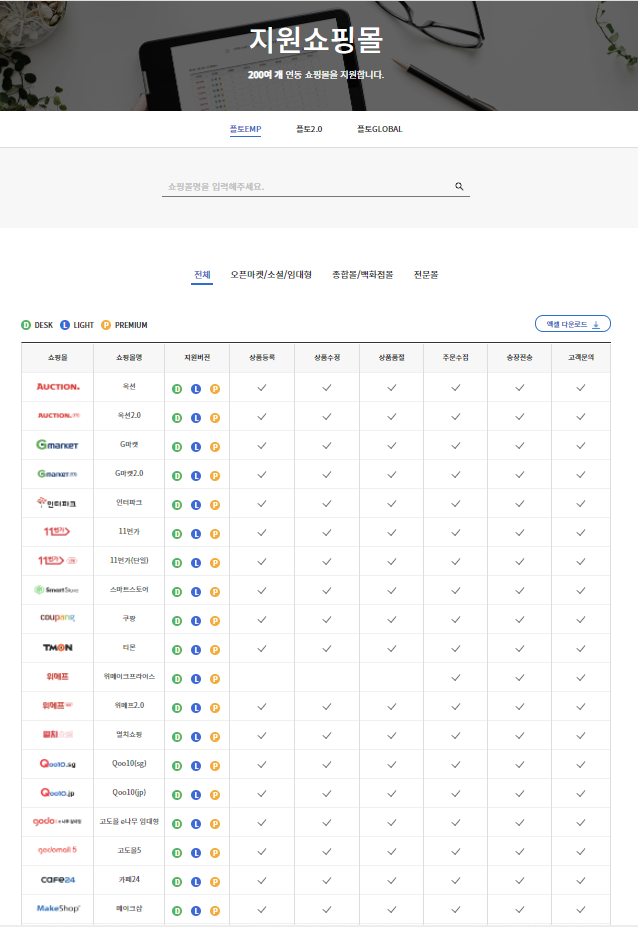 지원쇼핑몰
200여 개 연동 쇼핑몰을 지원합니다.
플토EMP 플토2.0 플토GLOBAL
쇼핑몰명을 입력해주세요.
전체 오픈마켓/소셜/임대형 종합몰/백화점몰 전문몰
D DESK L LIGHT P PREMIUM 엑셀 다운로드
쇼핑몰 쇼핑몰명 지원버전 상품등록 상품수정 상품품절 주문수집 송장전송 고객문의
AUCTION. 옥션 D L P
AUCTION. 옥션2.0 D L P
Gmarket G마켓 D L P
Gmarket G마켓2.0 D L P
인터파크 인터파크 D L P
11번가 11번가 D L P
11번가 11번가(단일) D L P
SmartStore 스마트스토어 D L P
coupang 쿠팡 D L P
TMON 티몬 D L P
위메프 위메이크프라이스 D L P
위메프 위메프2.0 D L P
멸치쇼핑 멸치쇼핑 D L P
Qoo10.sg Qoo10(sg) D L P
Qoo10.jp Qoo10(jp) D L P
godo 고도몰 e나무 임대형 D L P
godomall 5 고도몰5 D L P
cafe24 카페24 D L P
MakeShop 메이크샵 D L P